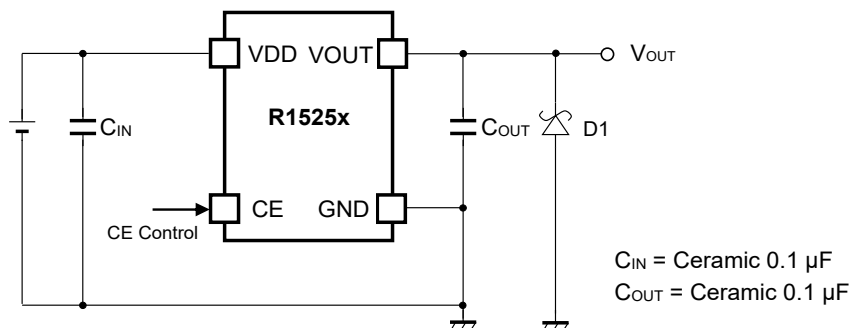 VDD VOUT
VOUT
R1525x
CIN
COUT
D1
CE GND
CE Control
CIN = Ceramic 0.1 μF
COUT = Ceramic 0.1 μF